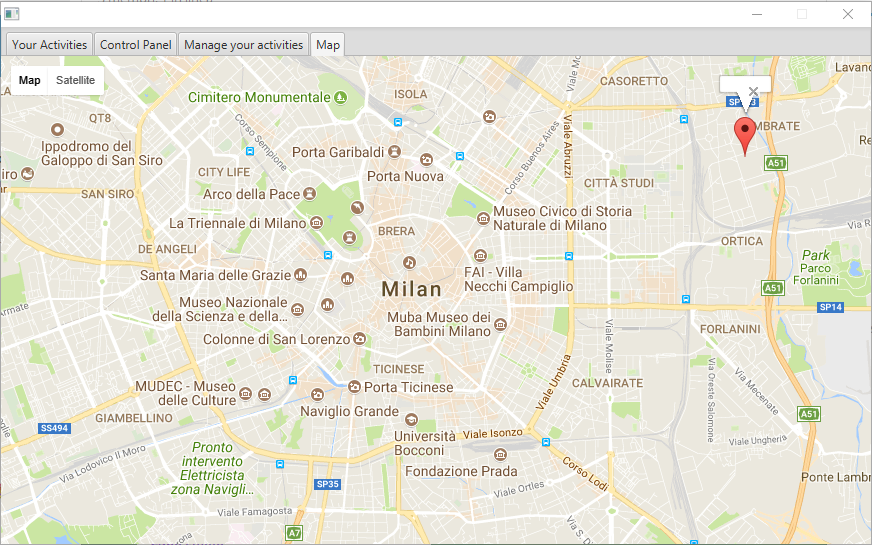 Your Activities
Control Panel
Manage your activities
Map
Map
Satellite
CASORETTO
Lavano
ISOLA
Cimitero Monumentale
QT8
Corso Sempione
Viale Abruzzi
Corso Buenos Aires
MBRATE
Ippodromo del
Galoppo di San Siro
Porta Garibaldi
A51
CITY LIFE
Porta Nuova
CITTÀ STUDI
SAN SIRO
Arco della Pace
La Triennale di Milano
Museo Civico di Storia
Naturale di Milano
BRERA
ORTICA
DE ANGELI
Park
Parco
Forlanini
Santa Maria delle Grazie
FAI - Villa
Necchi Campiglio
Milan
A51
Museo Nazionale
della Scienza e della...
SP14
Muba Museo dei
Bambini Milano
FORLANINI
Colonne di San Lorenzo
Viale Molise
TICINESE
Viale Umbria
CALVAIRATE
Via Oreste Salomone
Via Mecenate
MUDEC - Museo
delle Culture
Porta Ticinese
Naviglio Grande
A51
GIAMBELLINO
SS494
Università
Bocconi
Viale Isonzo
Viale Ungheria
Via Lodovico Il Moro
Pronto
intervento
Elettricista
zona Navigli...
Fondazione Prada
Corso Lodi
Ponte Lambr
SP35
Viale Ortles
Viale Famagosta
A7